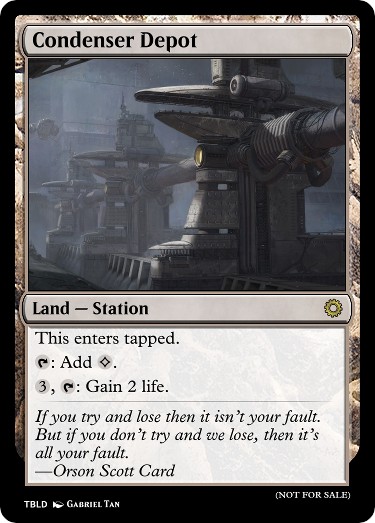 Condenser Depot
Land — Station
This enters tapped.
: Add .
3, : Gain 2 life.
If you try and lose then it isn't your fault.
But if you don't try and we lose, then it's
all your fault.
—Orson Scott Card
(NOT FOR SALE)
TBLD Gabriel Tan